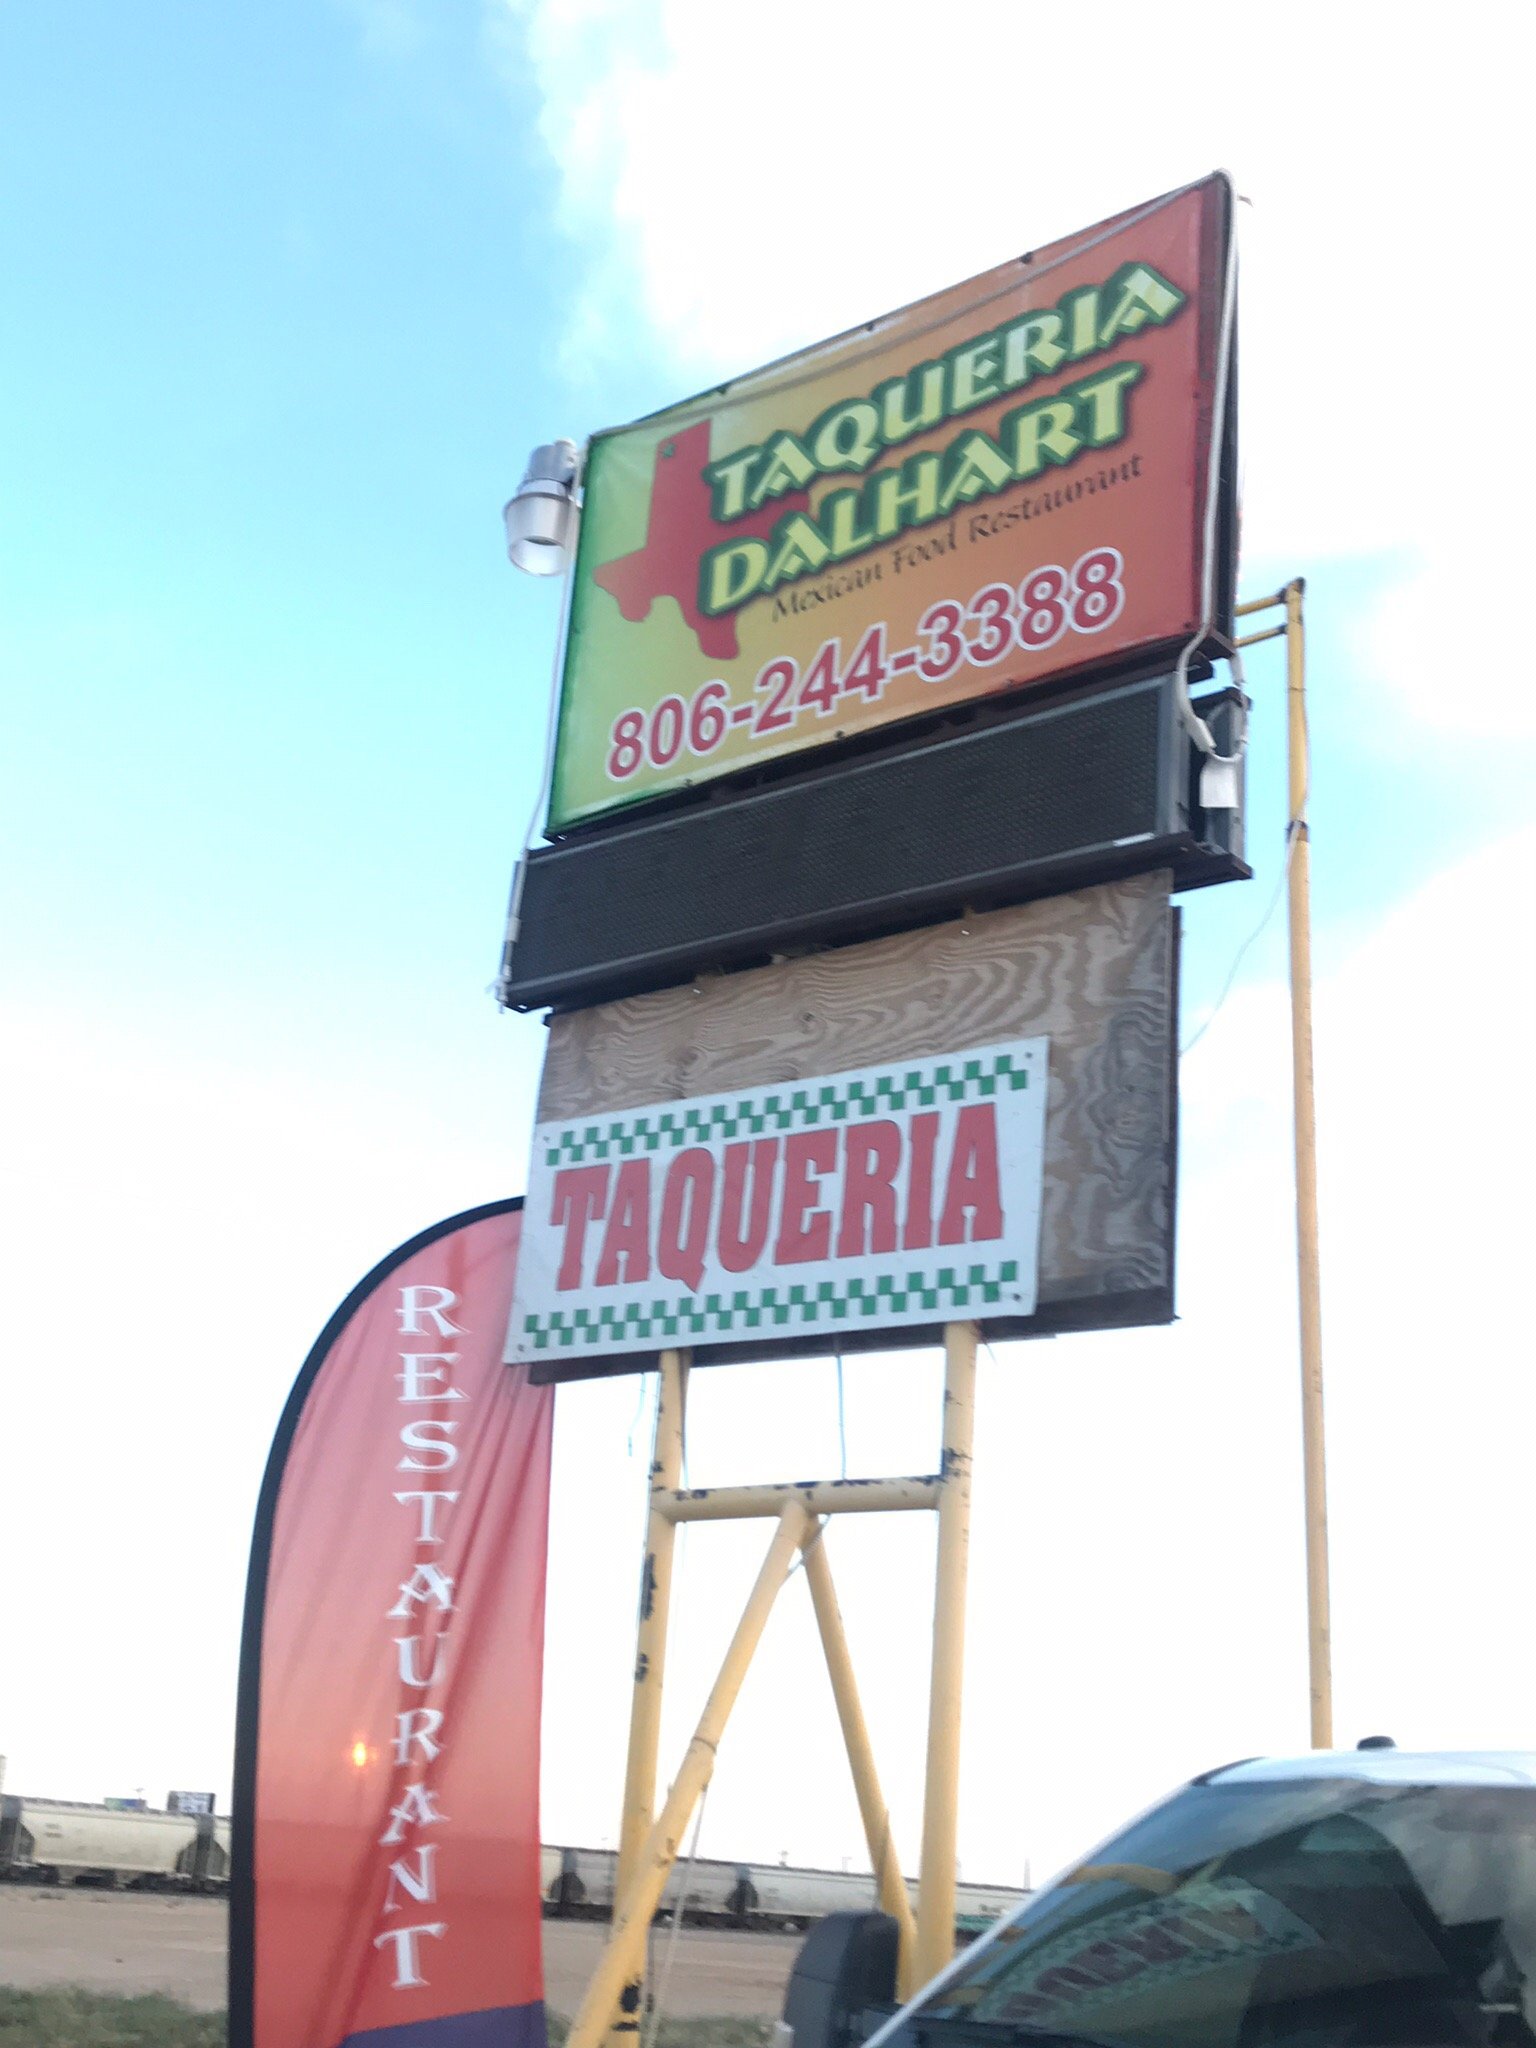 TAQUERIA
DALHART
Mexican Food Restaurant
806-244-3388
TAQUERIA
RESTAURANT